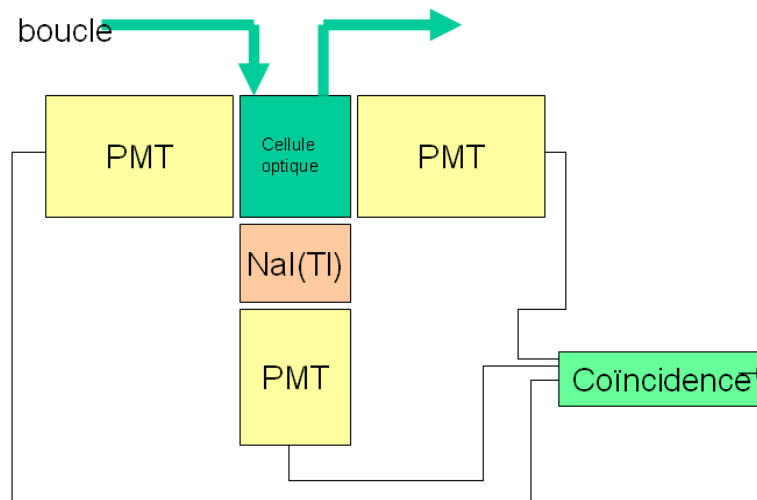 boucle
PMT
Cellule
optique
PMT
NaI(Tl)
PMT
Coïncidence